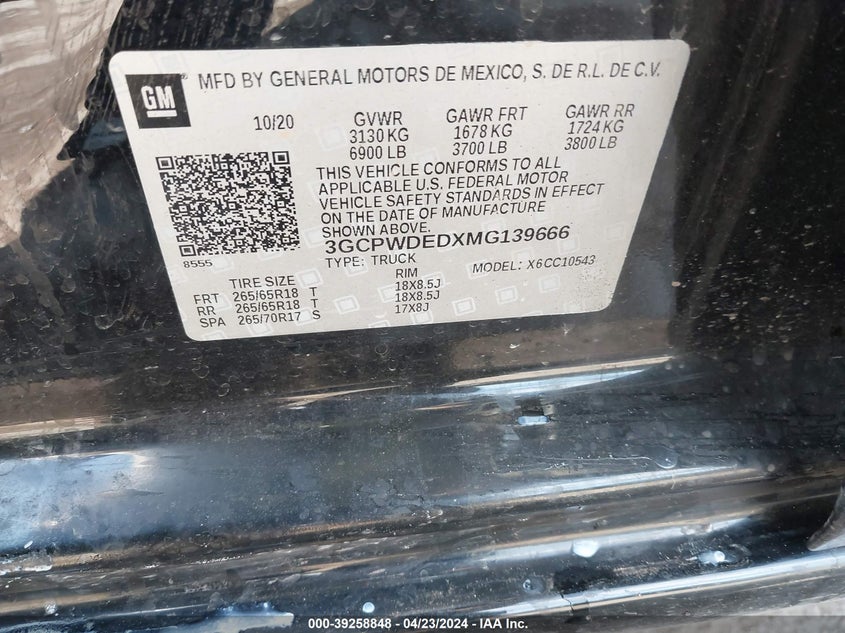 GM
MFD BY GENERAL MOTORS DE MEXICO, S. DE R.L. DE C.V.
10/20 GVWR GAWR FRT GAWR RR
3130 KG 1678 KG 1724 KG
6900 LB 3700 LB 3800 LB
THIS VEHICLE CONFORMS TO ALL
APPLICABLE U.S. FEDERAL MOTOR
VEHICLE SAFETY STANDARDS IN EFFECT
ON THE DATE OF MANUFACTURE
SHOWN ABOVE.
8555 3GCPWDEDXMG139666
TYPE: TRUCK MODEL: X6CC10543
TIRE SIZE RIM
FRT 265/65R18 T 18X8.5J
RR 265/65R18 T 18X8.5J
SPA 265/70R17 S 17X8J
000-39258848 - 04/23/2024 - IAA Inc.